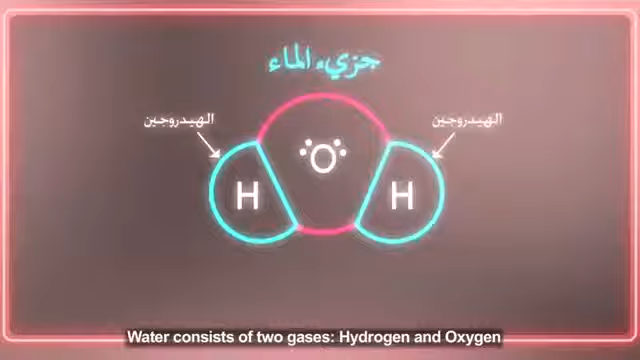 جزيء الماء
الهيدروجين
الهيدروجين
O
H
H
Water consists of two gases: Hydrogen and Oxygen